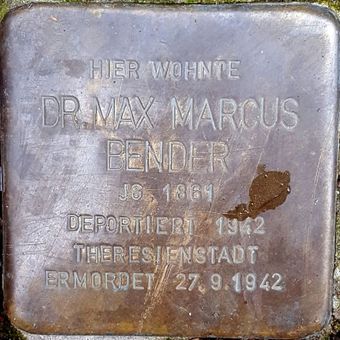 HIER WOHNTE
DR. MAX MARCUS
BENDER
JG 1861
DEPORTIERT 1942
THERESIENSTADT
ERMORDET 27.9.1942